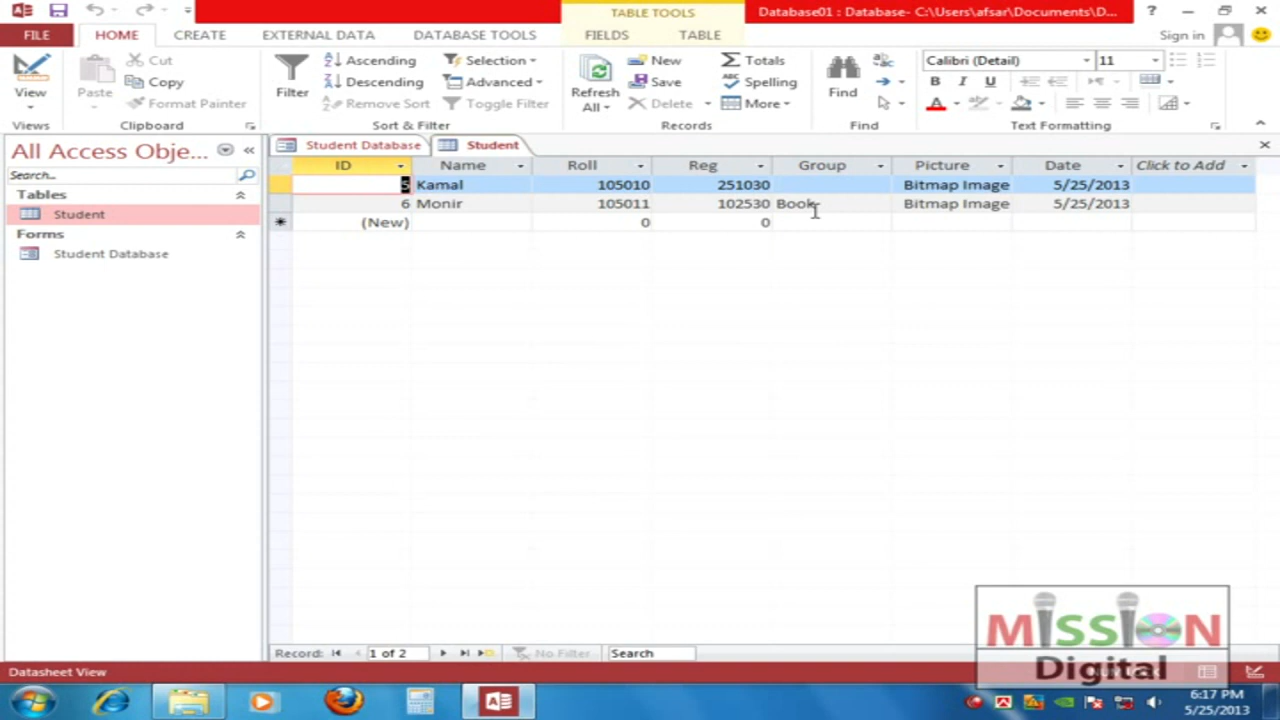 TABLE TOOLS
Database01 : Database- C:\Users\afsar\Documents\D...
?
FILE HOME CREATE EXTERNAL DATA DATABASE TOOLS FIELDS TABLE Sign in
View
Views
Paste
Cut
Copy
Format Painter
Clipboard
Filter
Ascending
Descending
Remove Sort
Selection
Advanced
Toggle Filter
Sort & Filter
Refresh
All
New
Save
Delete
Totals
Spelling
More
Records
Find
Find
Calibri (Detail) 11
B I U
A
Text Formatting
All Access Obje...
Search...
Tables
Student
Forms
Student Database
Student Database Student
ID Name Roll Reg Group Picture Date Click to Add
5 Kamal 105010 251030 Bitmap Image 5/25/2013
6 Monir 105011 102530 Book Bitmap Image 5/25/2013
(New) 0 0
Record: 1 of 2 No Filter Search
Datasheet View
MISSION
Digital
6:17 PM
5/25/2013